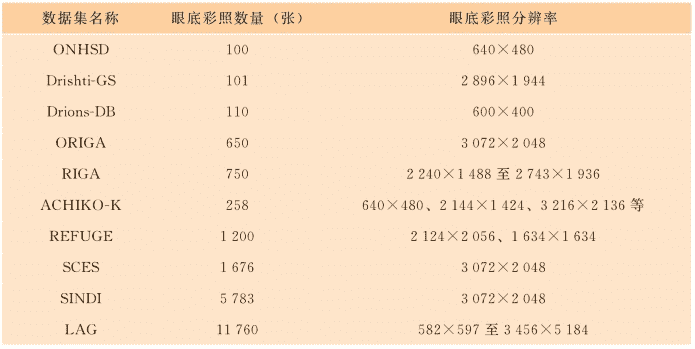 数据集名称 眼底彩照数量（张） 眼底彩照分辨率
ONHSD 100 640×480
Drishti-GS 101 2 896×1 944
Drions-DB 110 600×400
ORIGA 650 3 072×2 048
RIGA 750 2 240×1 488 至 2 743×1 936
ACHIKO-K 258 640×480、2 144×1 424、3 216×2 136 等
REFUGE 1 200 2 124×2 056、1 634×1 634
SCES 1 676 3 072×2 048
SINDI 5 783 3 072×2 048
LAG 11 760 582×597 至 3 456×5 184